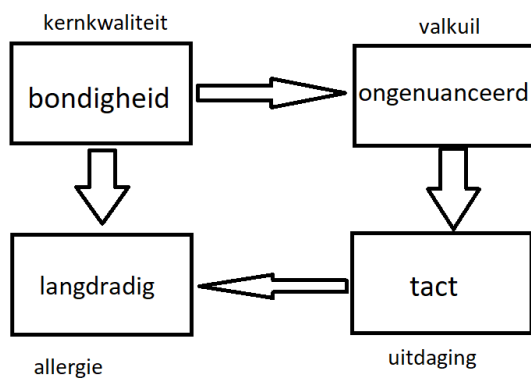 kernkwaliteit
valkuil
bondigheid
ongenuanceerd
langdradig
tact
allergie
uitdaging